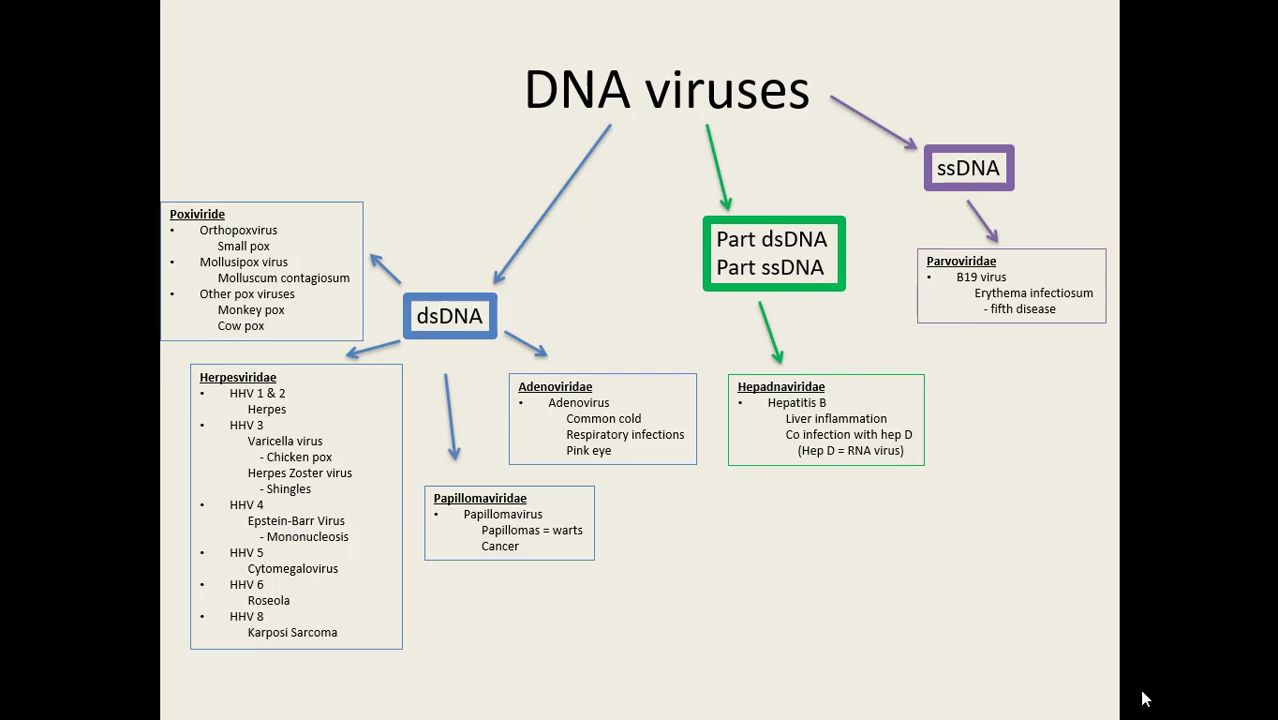 DNA viruses
ssDNA
Part dsDNA
Part ssDNA
dsDNA
Poxiviride
• Orthopoxvirus
Small pox
• Mollusipox virus
Molluscum contagiosum
• Other pox viruses
Monkey pox
Cow pox
Parvoviridae
• B19 virus
Erythema infectiosum
- fifth disease
Herpesviridae
• HHV 1 & 2
Herpes
• HHV 3
Varicella virus
- Chicken pox
Herpes Zoster virus
- Shingles
• HHV 4
Epstein-Barr Virus
- Mononucleosis
• HHV 5
Cytomegalovirus
• HHV 6
Roseola
• HHV 8
Karposi Sarcoma
Adenoviridae
• Adenovirus
Common cold
Respiratory infections
Pink eye
Hepadnaviridae
• Hepatitis B
Liver inflammation
Co infection with hep D
(Hep D = RNA virus)
Papillomaviridae
• Papillomavirus
Papillomas = warts
Cancer